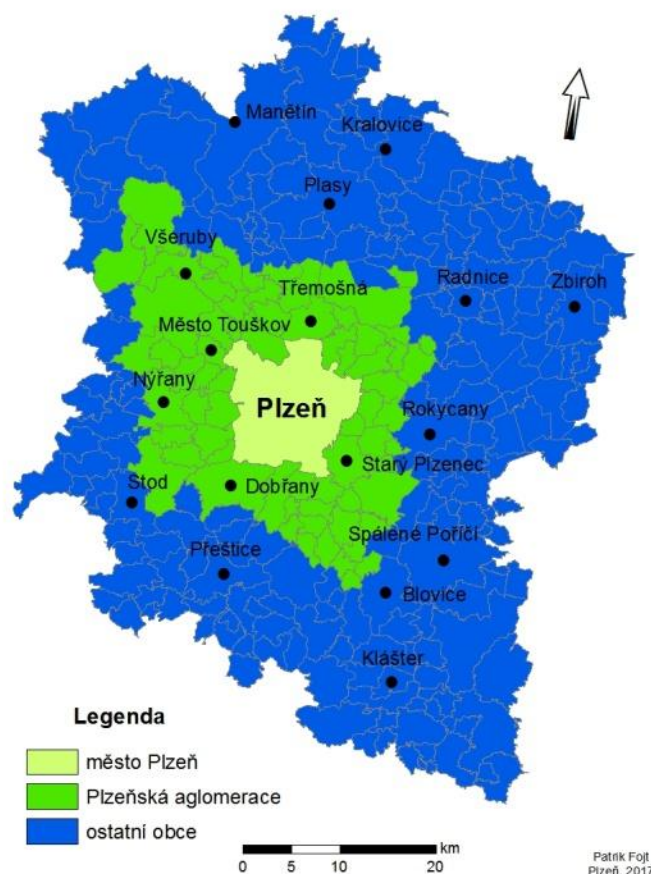 Manětín
Kralovice
Plasy
Všeruby
Radnice
Zbiroh
Třemošná
Město Touškov
Nýřany
Plzeň
Rokycany
Starý Plzenec
Stod
Dobřany
Spálené Poříčí
Přeštice
Blovice
Klášter
Legenda
město Plzeň
Plzeňská aglomerace
ostatní obce
km
0 5 10 20
Patrik Fojt
Plzeň, 2017